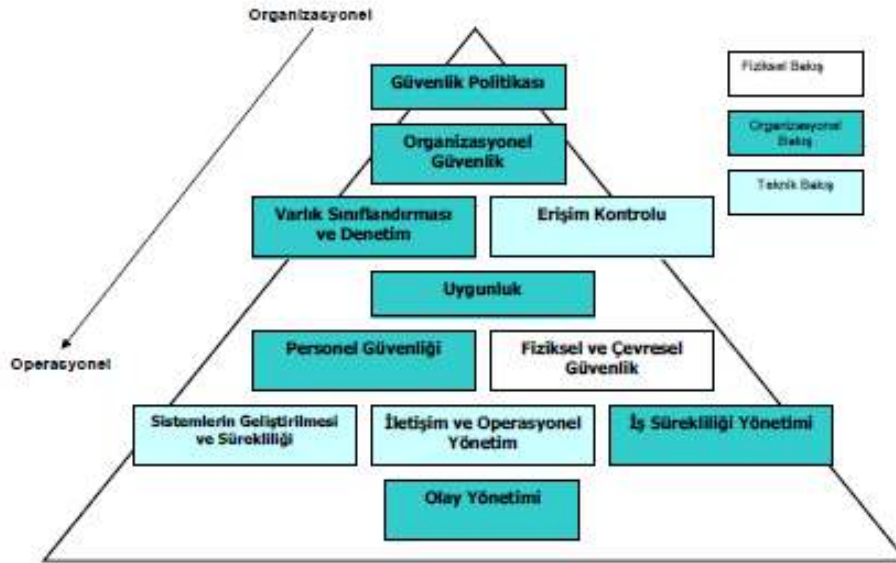 Organizasyonel
Güvenlik Politikası
Fiziksel Bakış
Organizasyonel
Güvenlik
Organizasyonel
Bakış
Teknik Bakış
Varlık Sınıflandırması
ve Denetim
Erişim Kontrolu
Uygunluk
Operasyonel
Personel Güvenliği
Fiziksel ve Çevresel
Güvenlik
Sistemlerin Geliştirilmesi
ve Sürekliliği
İletişim ve Operasyonel
Yönetim
İş Sürekliliği Yönetimi
Olay Yönetimi